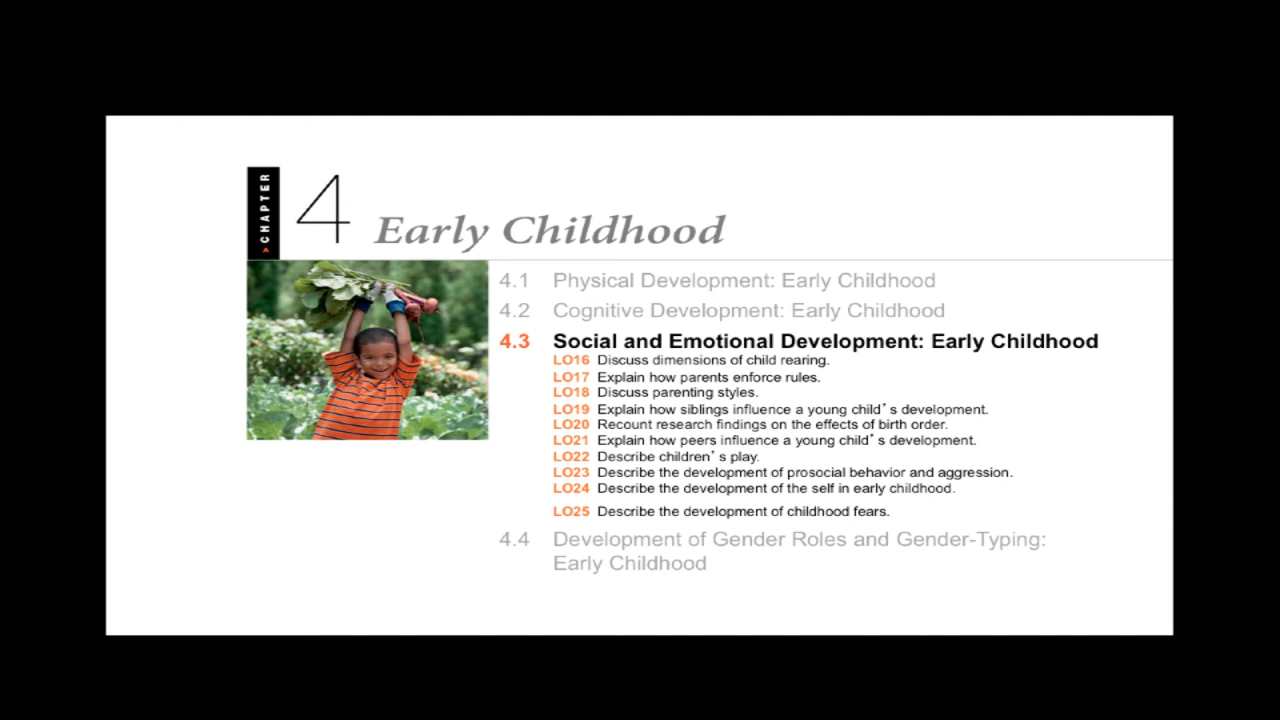 CHAPTER
4 Early Childhood
4.1 Physical Development: Early Childhood
4.2 Cognitive Development: Early Childhood
4.3 Social and Emotional Development: Early Childhood
LO16 Discuss dimensions of child rearing.
LO17 Explain how parents enforce rules.
LO18 Discuss parenting styles.
LO19 Explain how siblings influence a young child’s development.
LO20 Recount research findings on the effects of birth order.
LO21 Explain how peers influence a young child’s development.
LO22 Describe children’s play.
LO23 Describe the development of prosocial behavior and aggression.
LO24 Describe the development of the self in early childhood.
LO25 Describe the development of childhood fears.
4.4 Development of Gender Roles and Gender-Typing:
Early Childhood